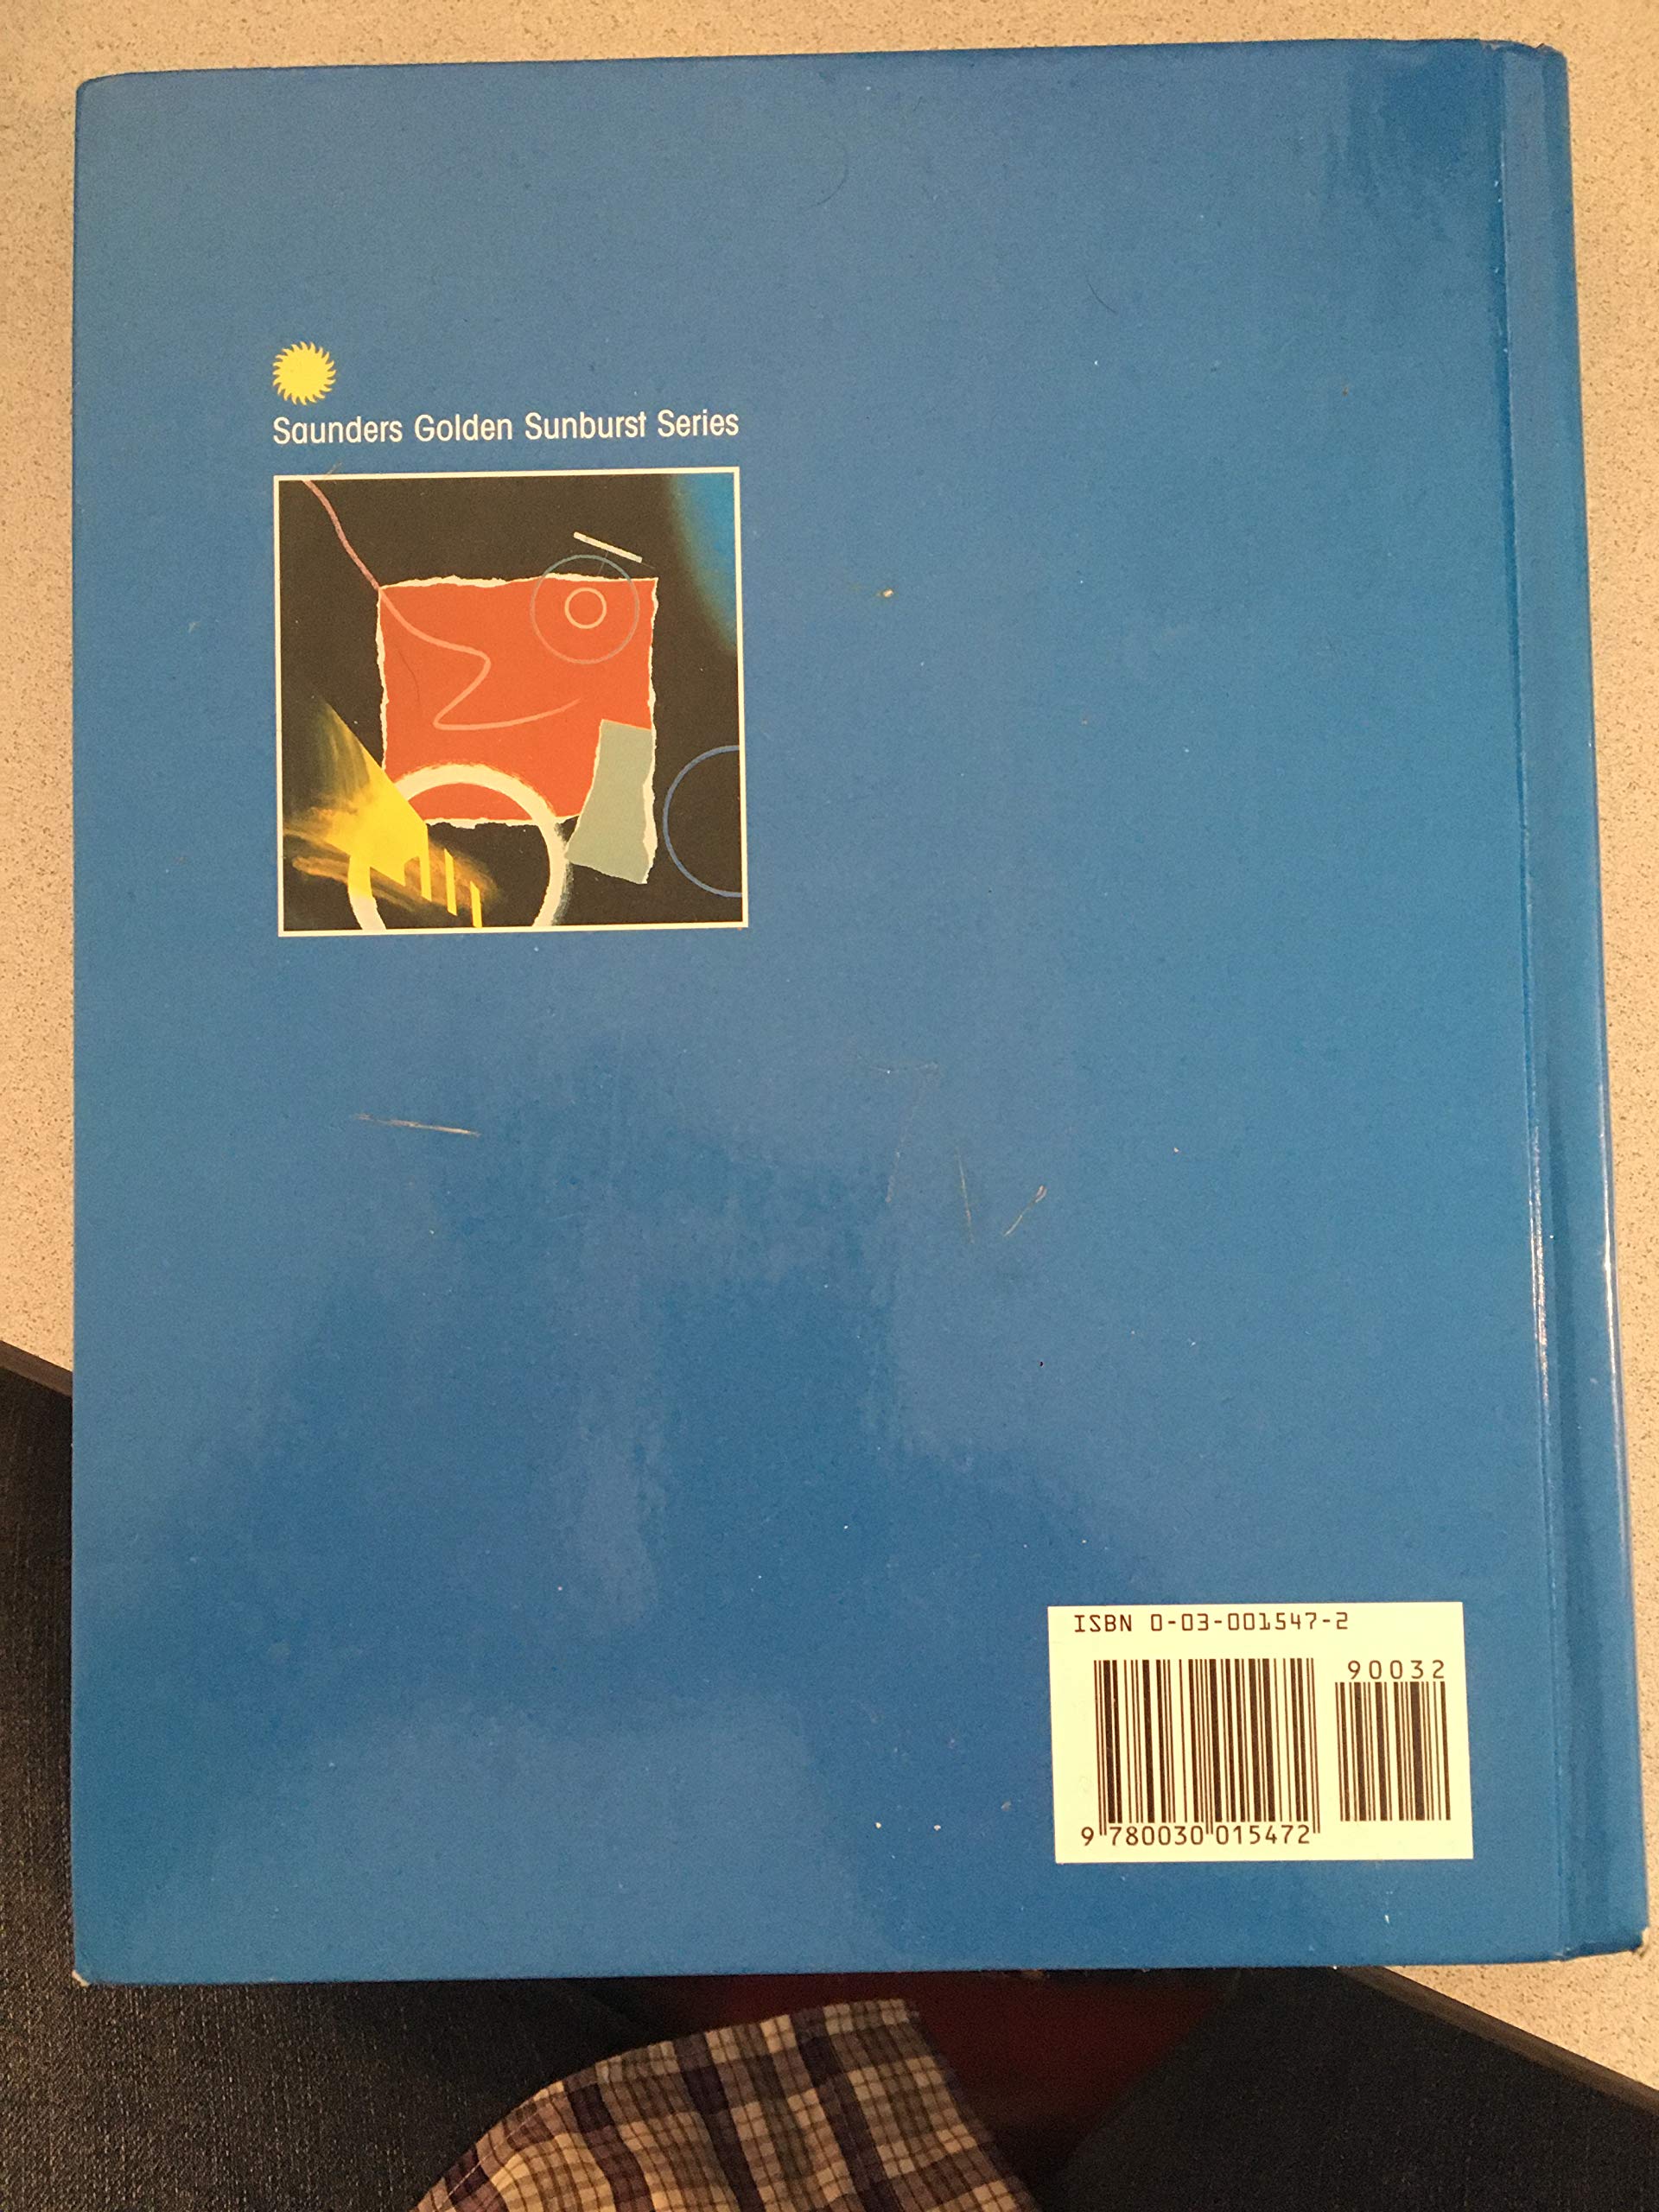 Saunders Golden Sunburst Series
ISBN 0-03-001547-2
90032
9 780030 015472